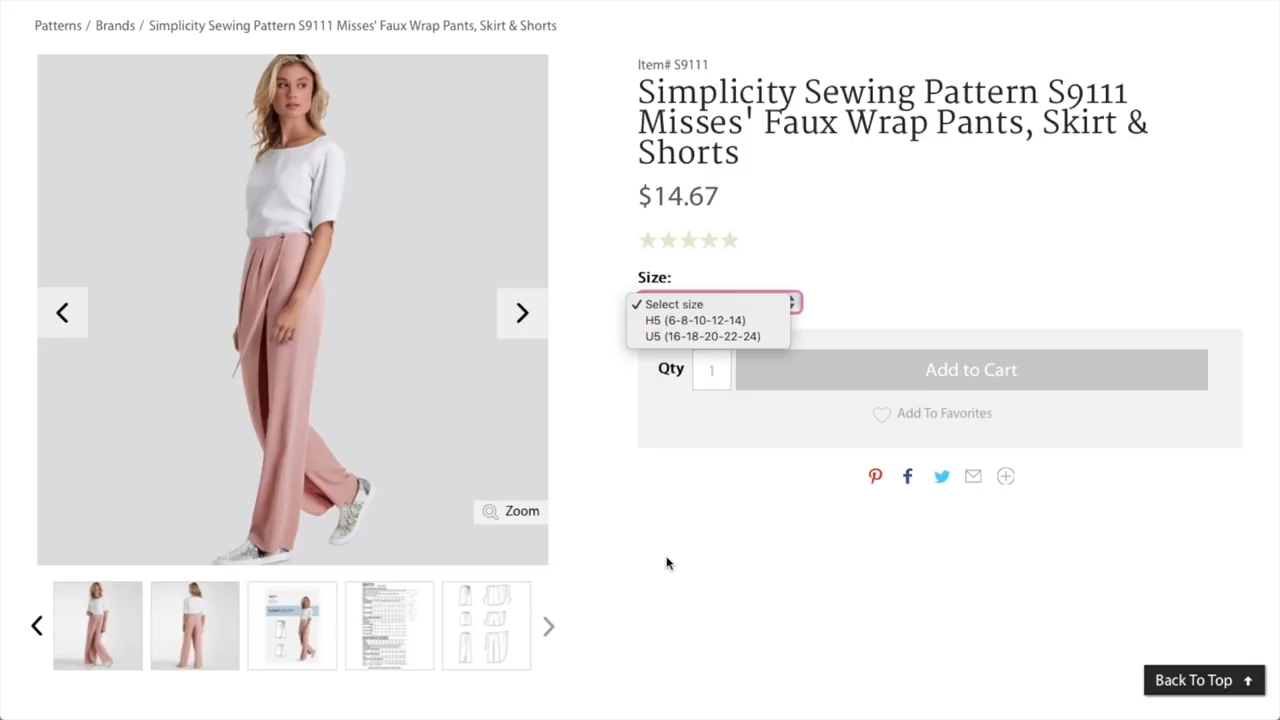 Patterns / Brands / Simplicity Sewing Pattern S9111 Misses' Faux Wrap Pants, Skirt & Shorts
Item# S9111
Simplicity Sewing Pattern S9111
Misses' Faux Wrap Pants, Skirt &
Shorts
$14.67
Size:
✓ Select size
H5 (6-8-10-12-14)
U5 (16-18-20-22-24)
Qty 1 Add to Cart
Add To Favorites
Zoom
Back To Top